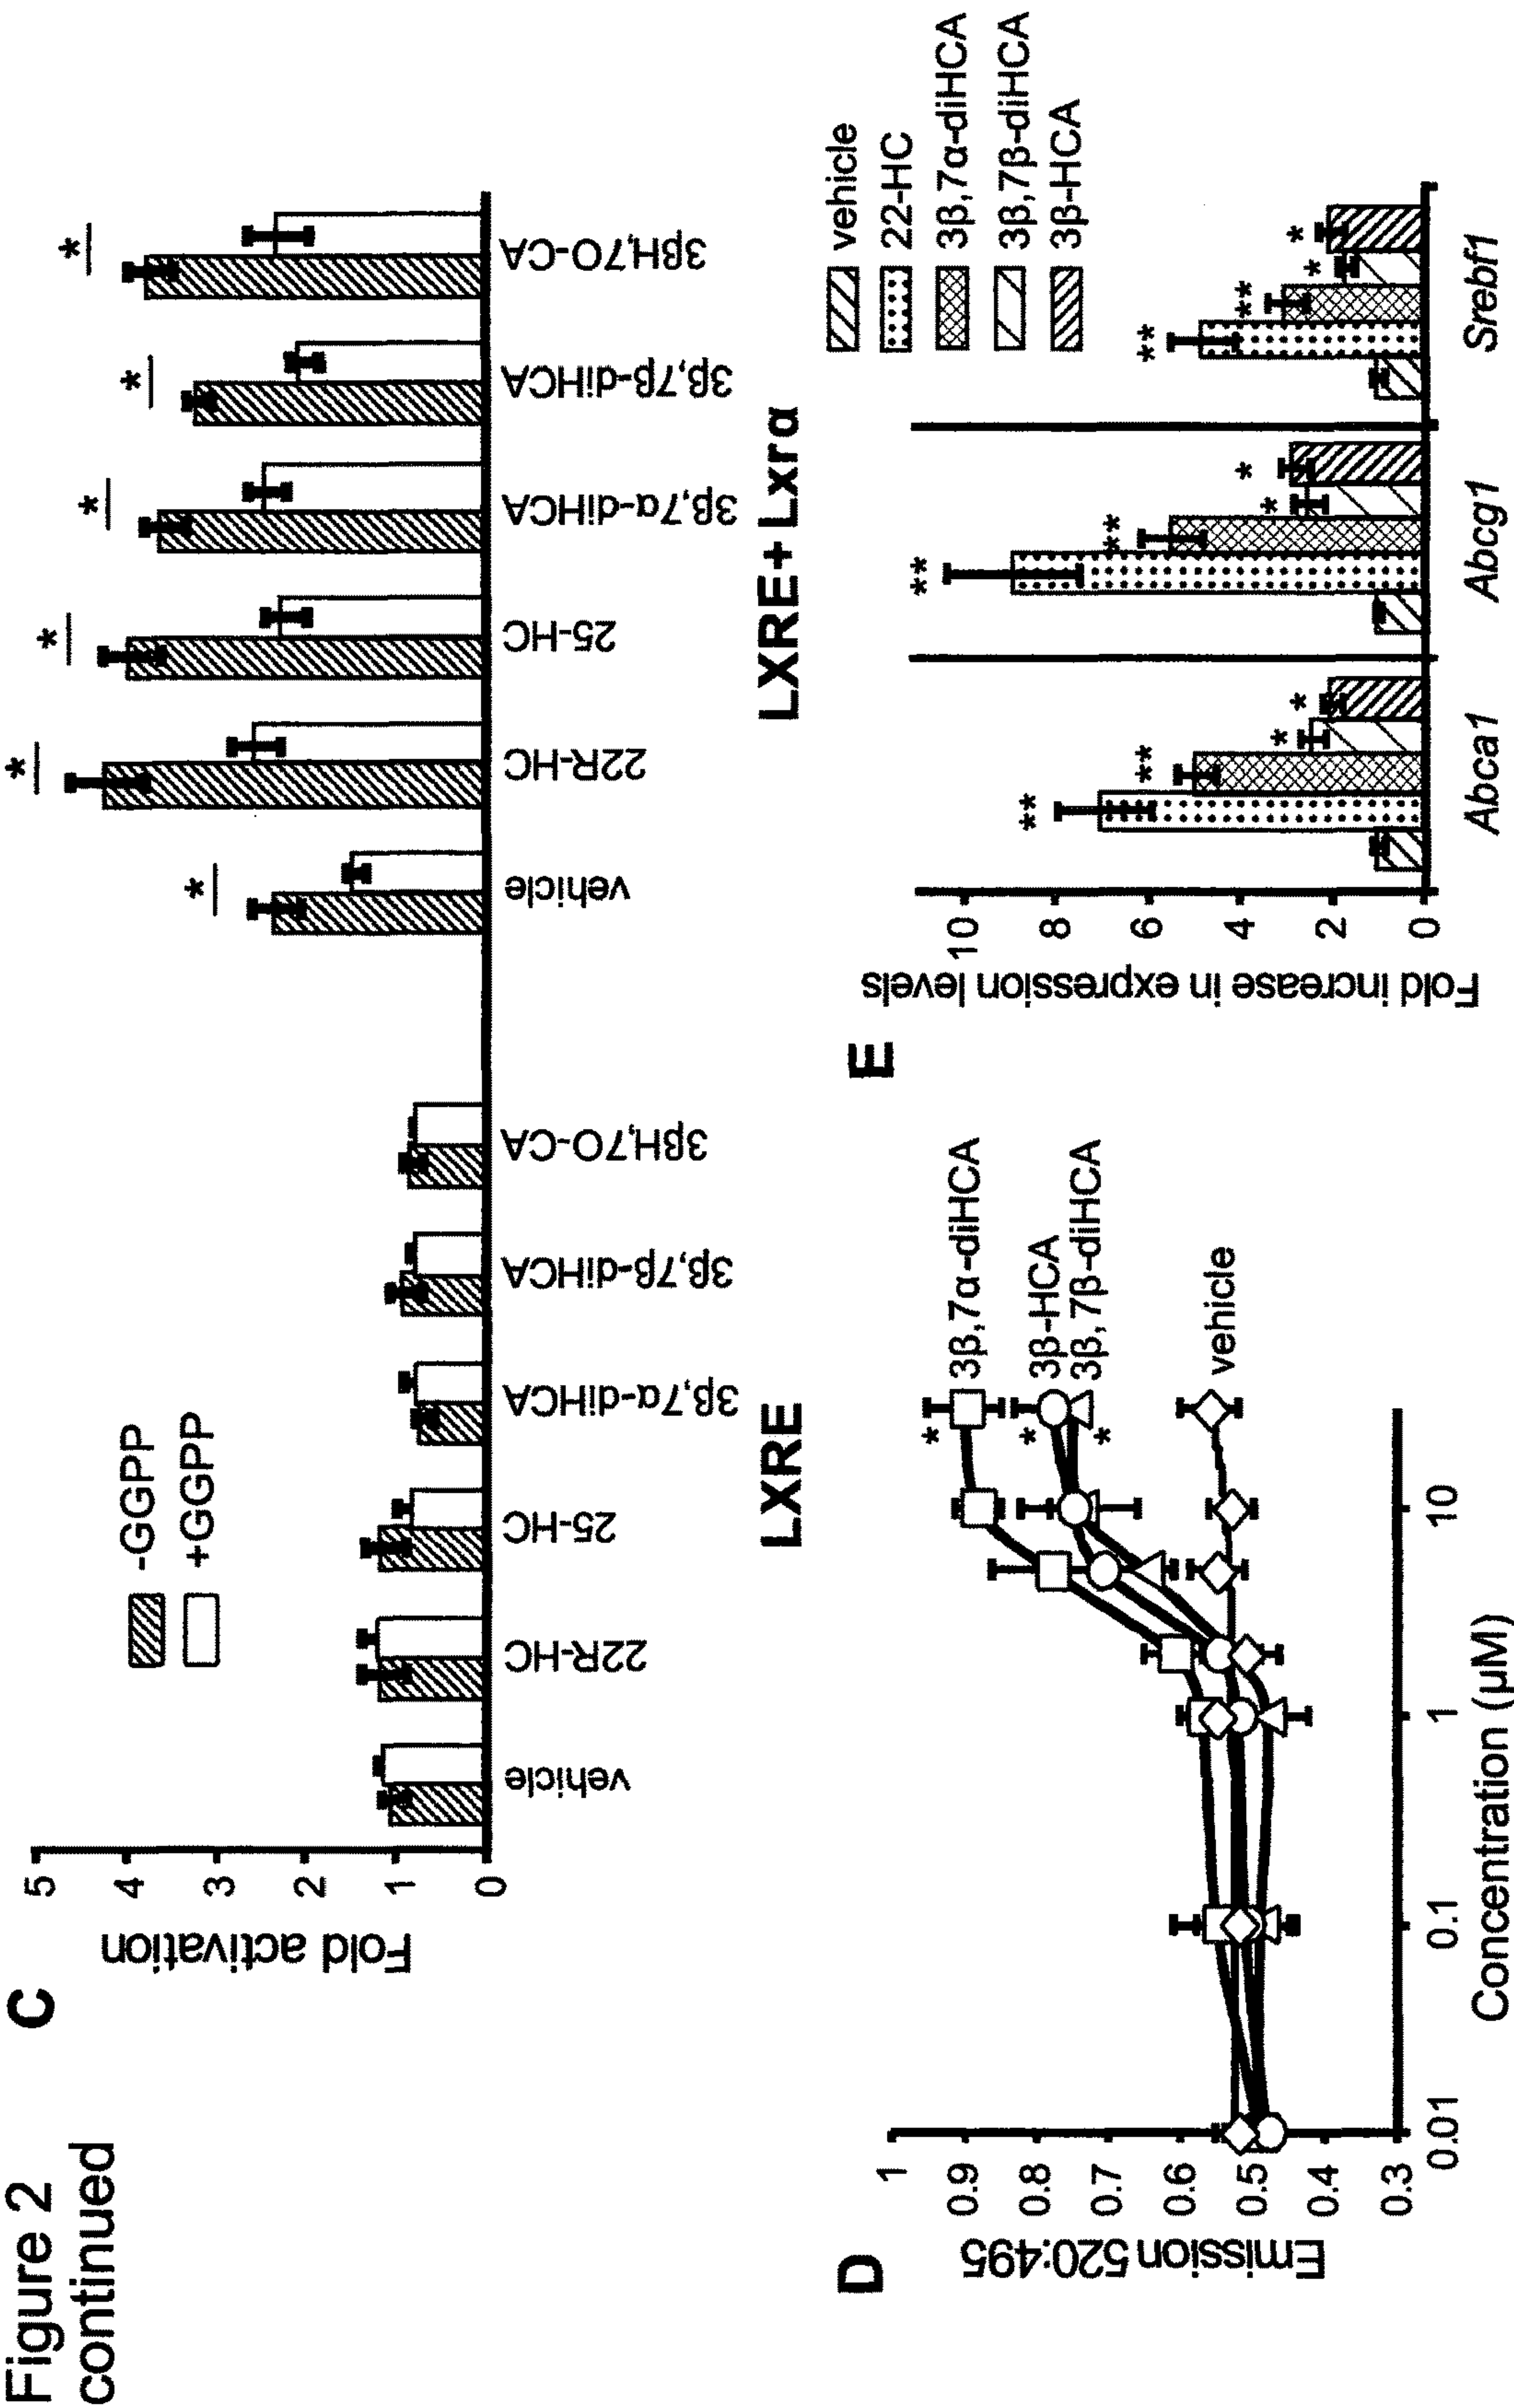 Figure 2
continued
C
Fold activation
5
4
3
2
1
0
-GGPP
+GGPP
* * * * * *
vehicle 22R-HC 25-HC 3β,7α-diHCA 3β,7β-diHCA 3βH,7O-CA vehicle 22R-HC 25-HC 3β,7α-diHCA 3β,7β-diHCA 3βH,7O-CA
LXRE LXRE+Lxrα
D
Emission 520:495
1
0.9
0.8
0.7
0.6
0.5
0.4
0.3
0.01 0.1 1 10
Concentration (µM)
* 3β,7α-diHCA
* 3β-HCA
* 3β,7β-diHCA
vehicle
E
Fold increase in expression levels
10
8
6
4
2
0
** ** * *
** ** * *
** ** * *
Abca1 Abcg1 Srebf1
vehicle
22-HC
3β,7α-diHCA
3β,7β-diHCA
3β-HCA